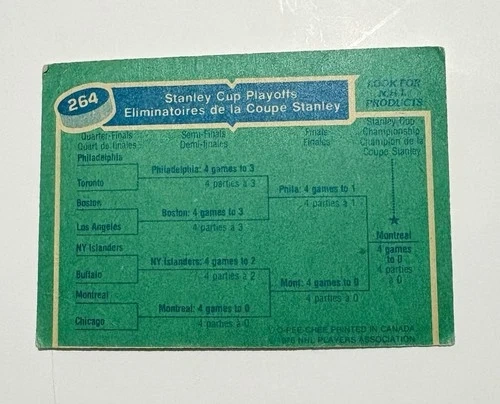 264
Stanley Cup Playoffs
Eliminatoires de la Coupe Stanley
LOOK FOR
N.H.L.
PRODUCTS
Quarter-Finals
Quart de finales
Semi-Finals
Demi-finales
Finals
Finales
Stanley Cup
Championship
Champion de la
Coupe Stanley
Philadelphia
Toronto
Boston
Los Angeles
NY Islanders
Buffalo
Montreal
Chicago
Philadelphia: 4 games to 3
4 parties à 3
Boston: 4 games to 3
4 parties à 3
NY Islanders: 4 games to 2
4 parties à 2
Montreal: 4 games to 0
4 parties à 0
Phila: 4 games to 1
4 parties à 1
Mont: 4 games to 0
4 parties à 0
Montreal
4 games
to 0
4 parties
à 0
O-PEE-CHEE PRINTED IN CANADA
NHL PLAYERS ASSOCIATION